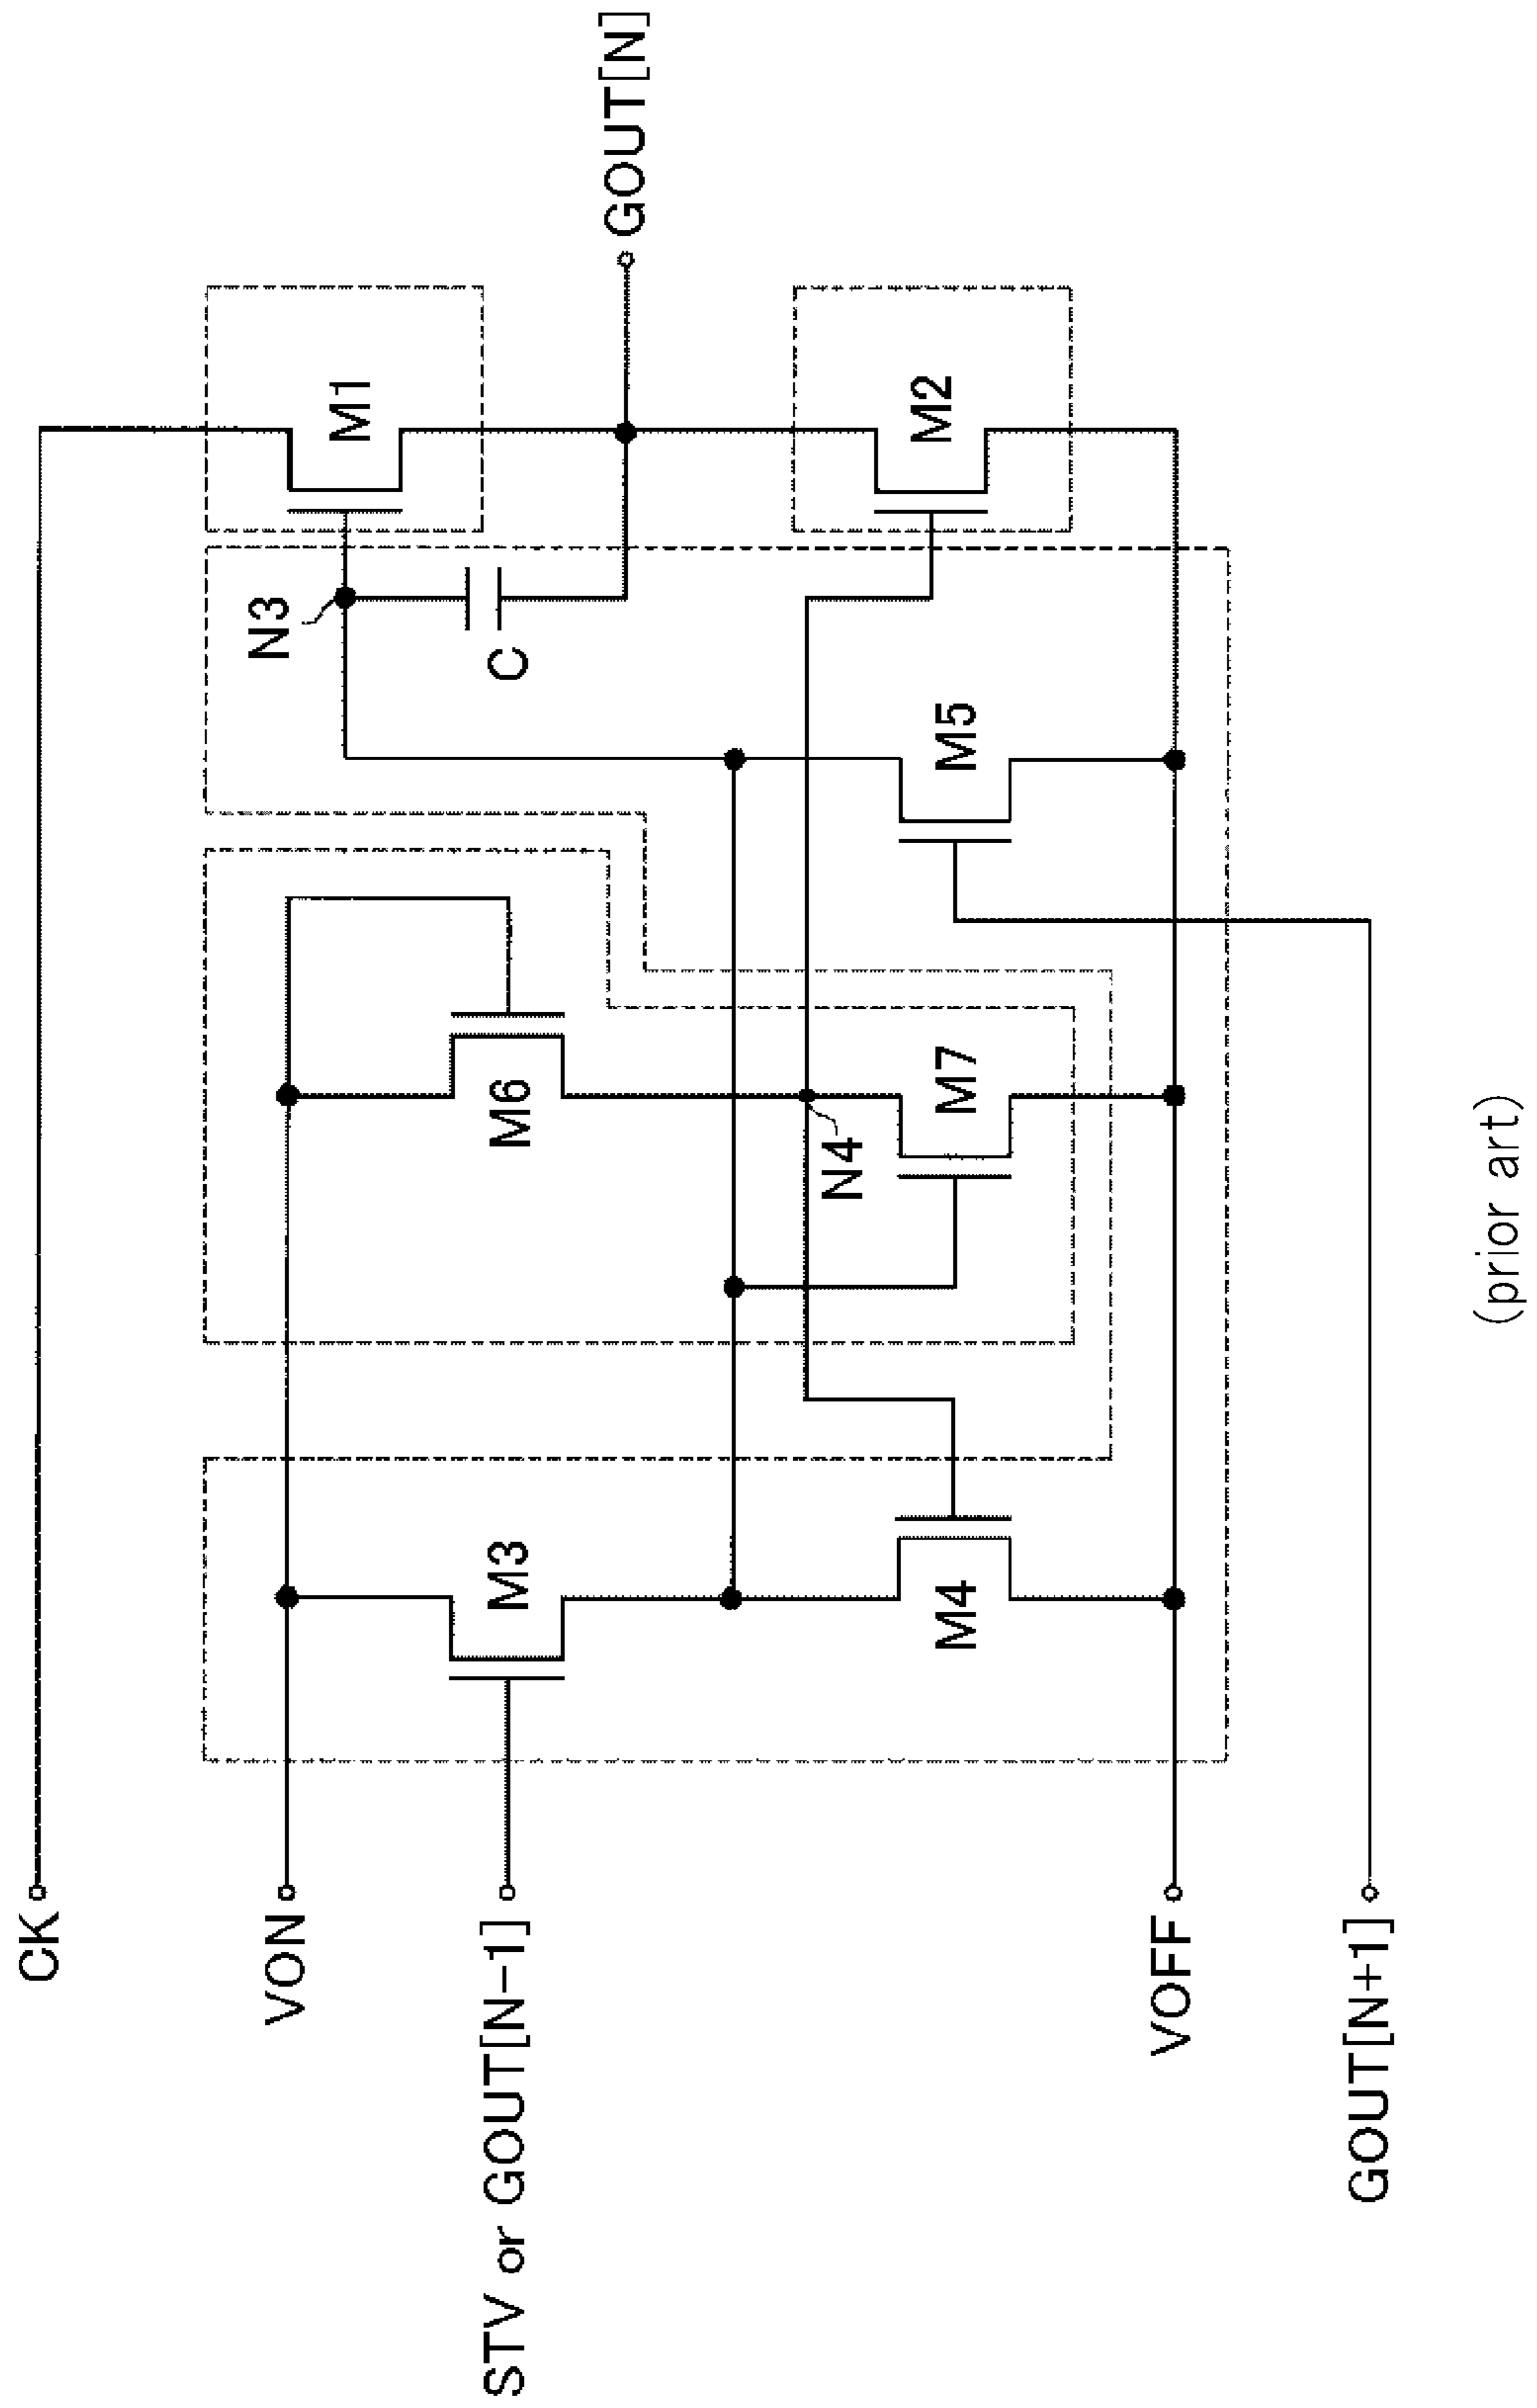 CK
VON
STV or GOUT[N-1]
VOFF
GOUT[N+1]
M3
M4
M6
N4
M7
M5
N3
C
M1
M2
GOUT[N]
(prior art)